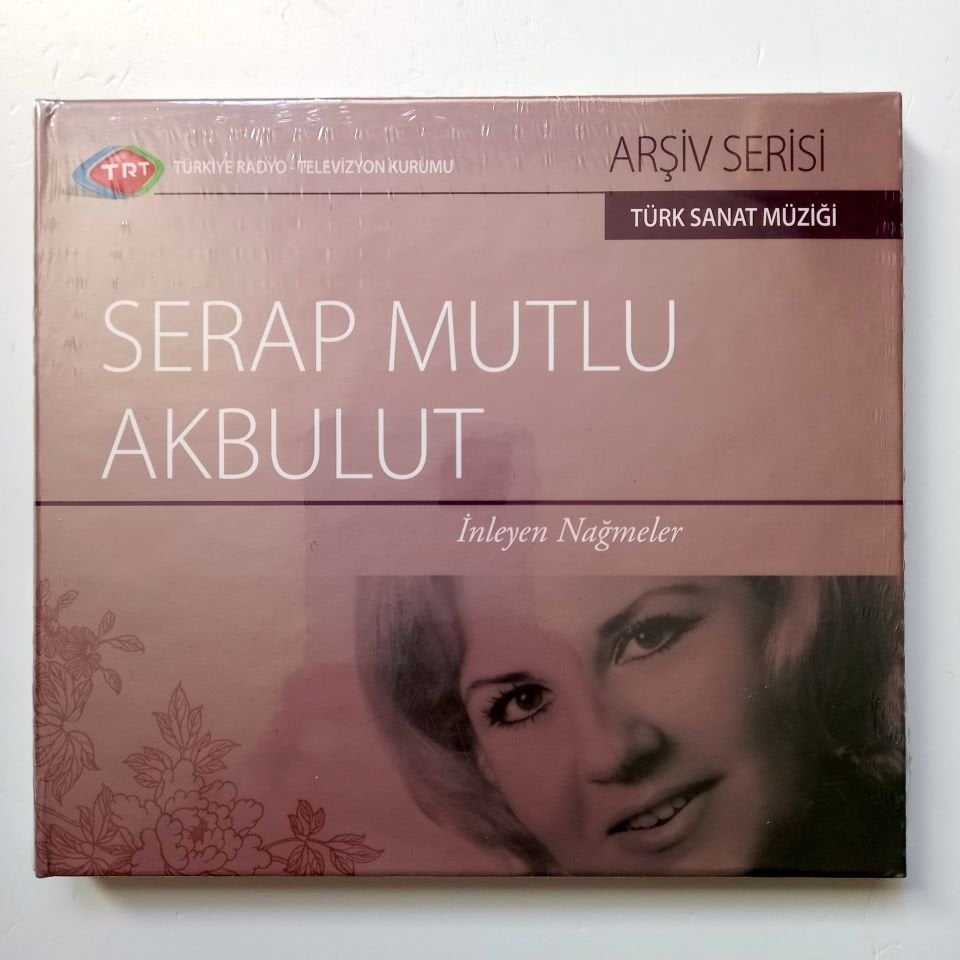 TRT
TÜRKİYE RADYO - TELEVİZYON KURUMU
ARŞİV SERİSİ
TÜRK SANAT MÜZİĞİ
SERAP MUTLU
AKBULUT
İnleyen Nağmeler